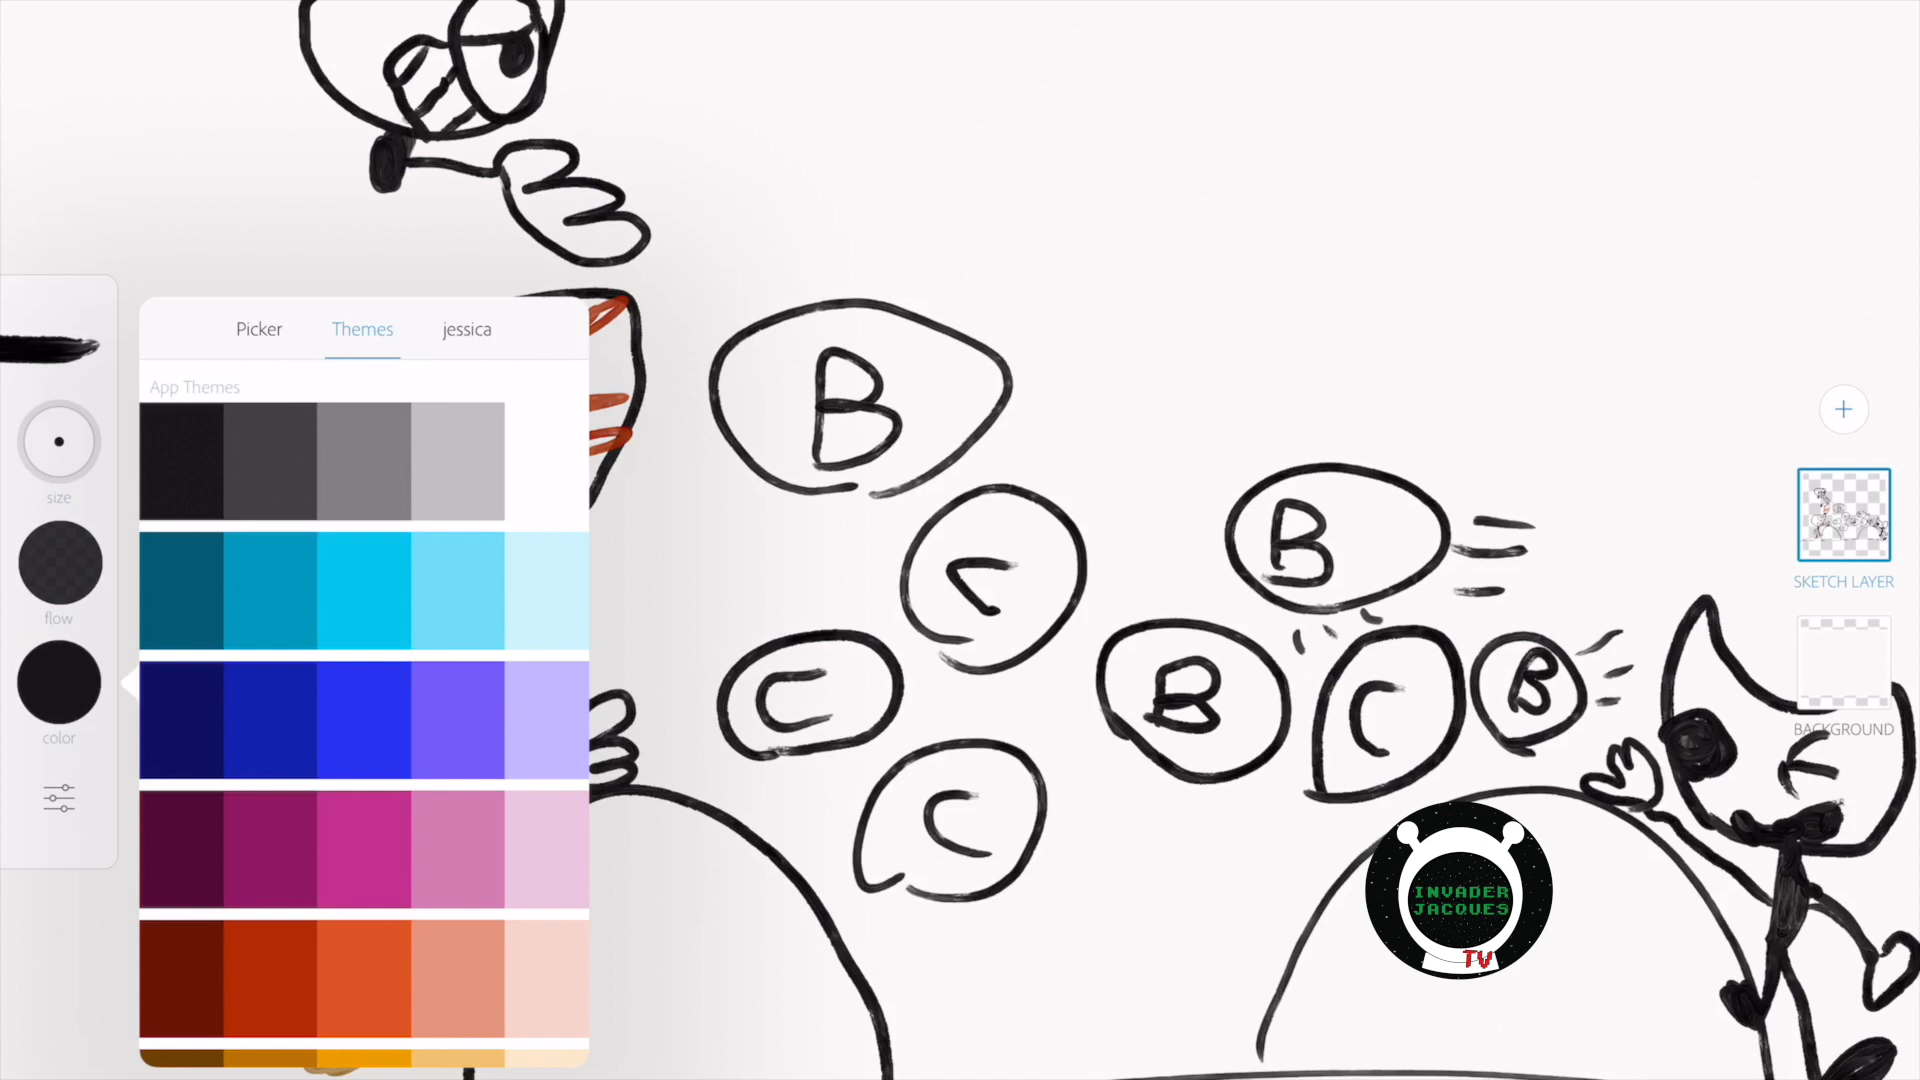 Picker Themes jessica
App Themes
size
flow
color
B
C
C
C
B
B C B
SKETCH LAYER
BACKGROUND
INVADER
JACQUES
TV